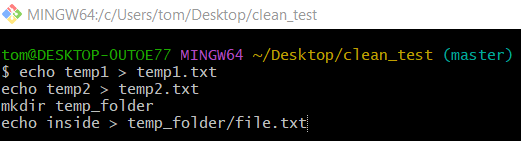 MINGW64:/c/Users/tom/Desktop/clean_test
tom@DESKTOP-OUTOE77 MINGW64 ~/Desktop/clean_test (master)
$ echo temp1 > temp1.txt
echo temp2 > temp2.txt
mkdir temp_folder
echo inside > temp_folder/file.txt